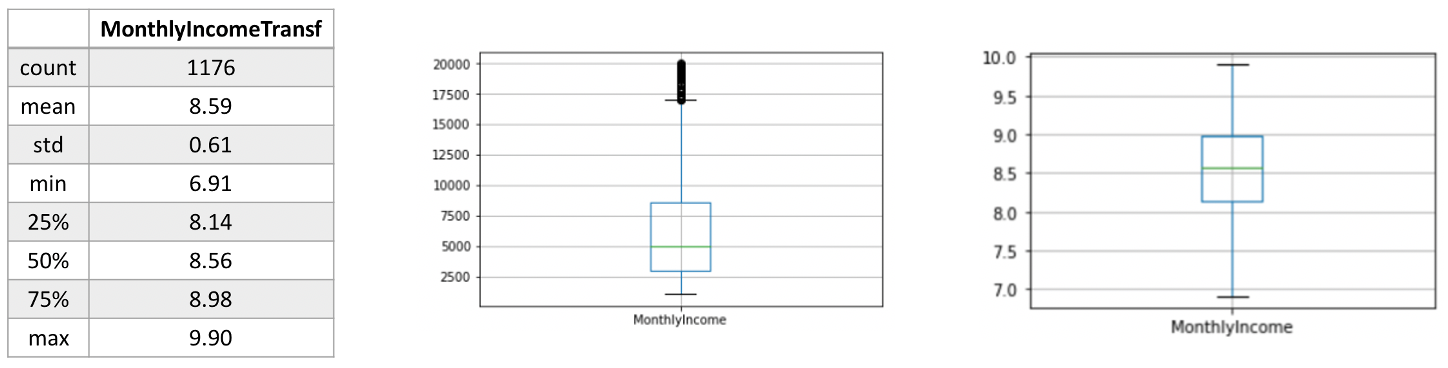 MonthlyIncomeTransf
count 1176
mean 8.59
std 0.61
min 6.91
25% 8.14
50% 8.56
75% 8.98
max 9.90
20000
17500
15000
12500
10000
7500
5000
2500
MonthlyIncome
10.0
9.5
9.0
8.5
8.0
7.5
7.0
MonthlyIncome